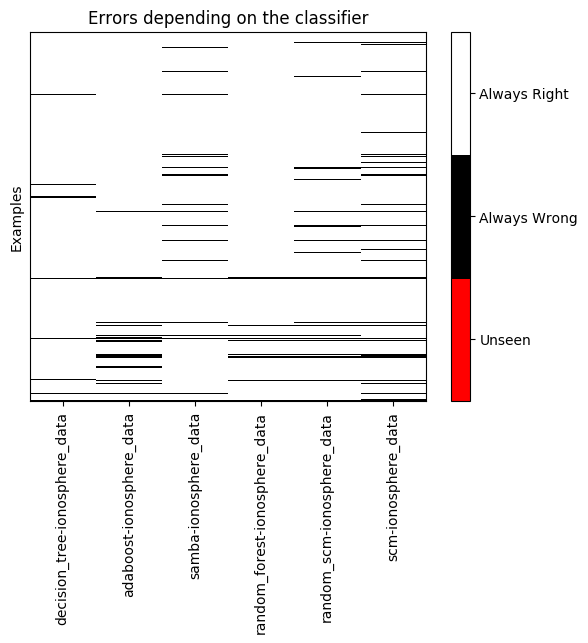 Errors depending on the classifier
Examples
Always Right
Always Wrong
Unseen
decision_tree-ionosphere_data
adaboost-ionosphere_data
samba-ionosphere_data
random_forest-ionosphere_data
random_scm-ionosphere_data
scm-ionosphere_data